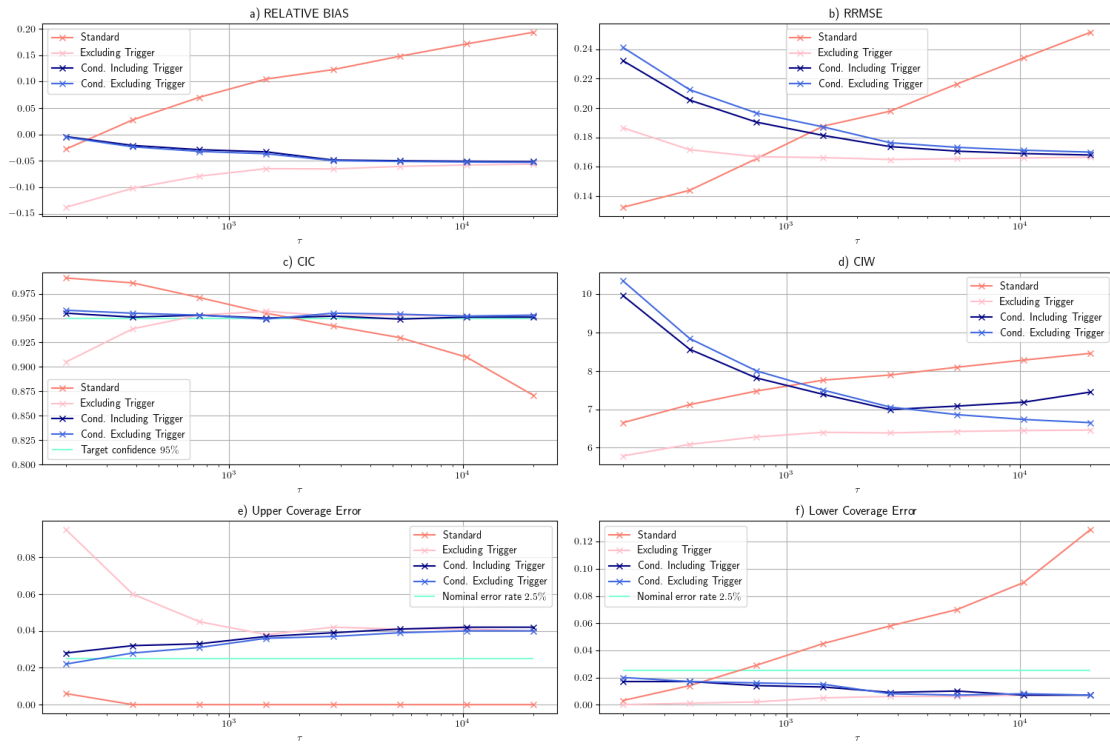 a) RELATIVE BIAS
0.20
0.15
0.10
0.05
0.00
−0.05
−0.10
−0.15
Standard
Excluding Trigger
Cond. Including Trigger
Cond. Excluding Trigger
10³
10⁴
τ
b) RRMSE
0.24
0.22
0.20
0.18
0.16
0.14
Standard
Excluding Trigger
Cond. Including Trigger
Cond. Excluding Trigger
10³
10⁴
τ
c) CIC
0.975
0.950
0.925
0.900
0.875
0.850
0.825
0.800
Standard
Excluding Trigger
Cond. Including Trigger
Cond. Excluding Trigger
Target confidence 95%
10³
10⁴
τ
d) CIW
10
9
8
7
6
Standard
Excluding Trigger
Cond. Including Trigger
Cond. Excluding Trigger
10³
10⁴
τ
e) Upper Coverage Error
0.08
0.06
0.04
0.02
0.00
Standard
Excluding Trigger
Cond. Including Trigger
Cond. Excluding Trigger
Nominal error rate 2.5%
10³
10⁴
τ
f) Lower Coverage Error
0.12
0.10
0.08
0.06
0.04
0.02
0.00
Standard
Excluding Trigger
Cond. Including Trigger
Cond. Excluding Trigger
Nominal error rate 2.5%
10³
10⁴
τ